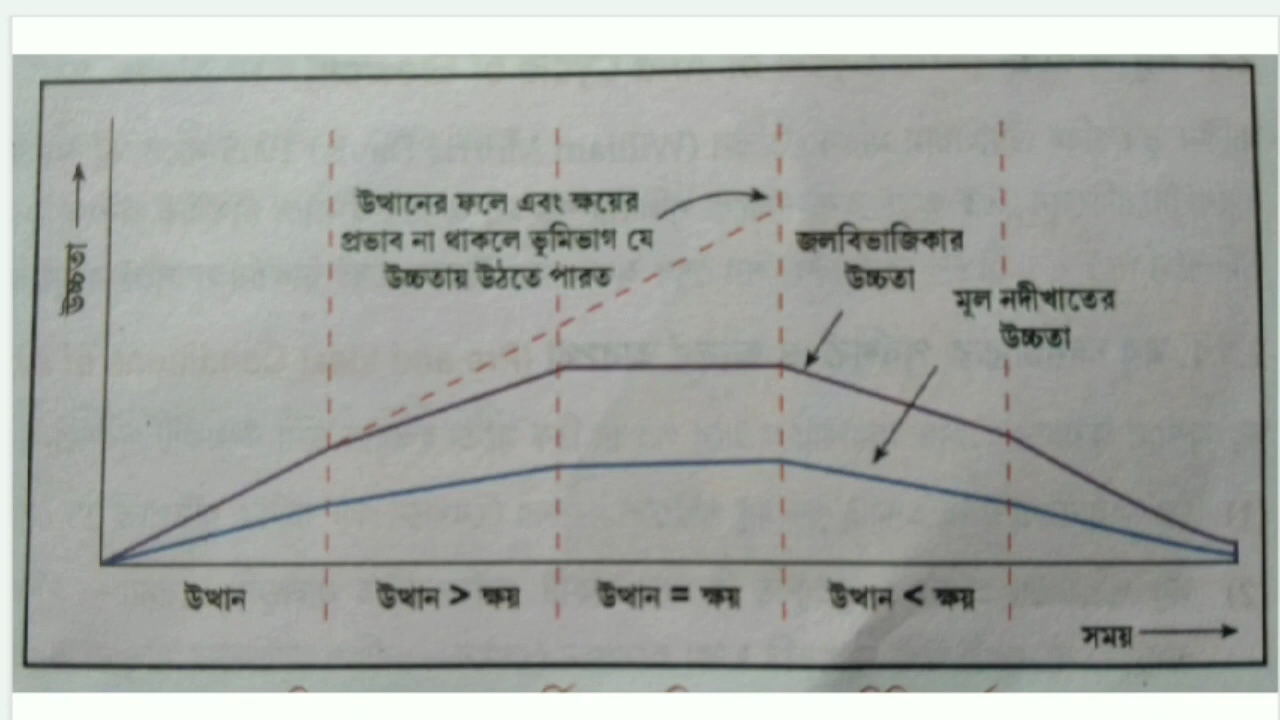 উত্থানের ফলে এবং ক্ষয়ের
প্রভাব না থাকলে ভূমিভাগ যে
উচ্চতায় উঠতে পারত
জলবিভাজিকার
উচ্চতা
মূল নদীখাতের
উচ্চতা
উচ্চতা
উত্থান
উত্থান > ক্ষয়
উত্থান = ক্ষয়
উত্থান < ক্ষয়
সময়